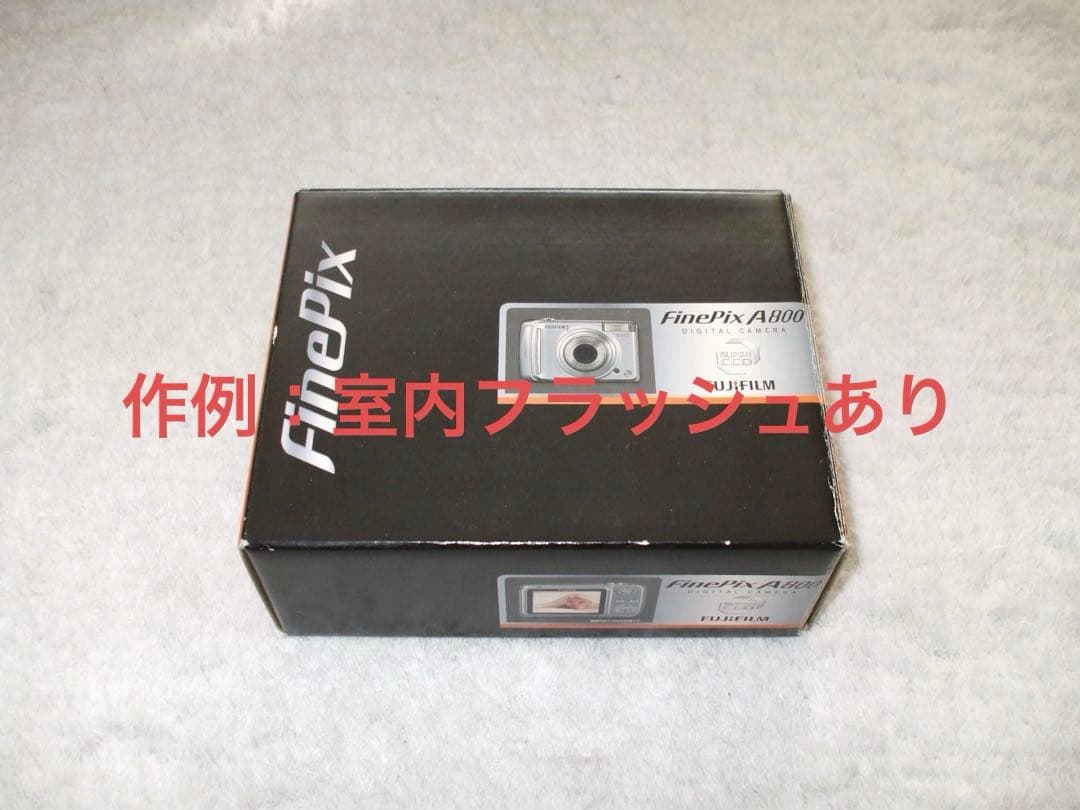 FinePix
FinePix A800
DIGITAL CAMERA
SUPER
CCD
FUJIFILM
作例：室内フラッシュあり
FinePix A800
DIGITAL CAMERA
FUJIFILM